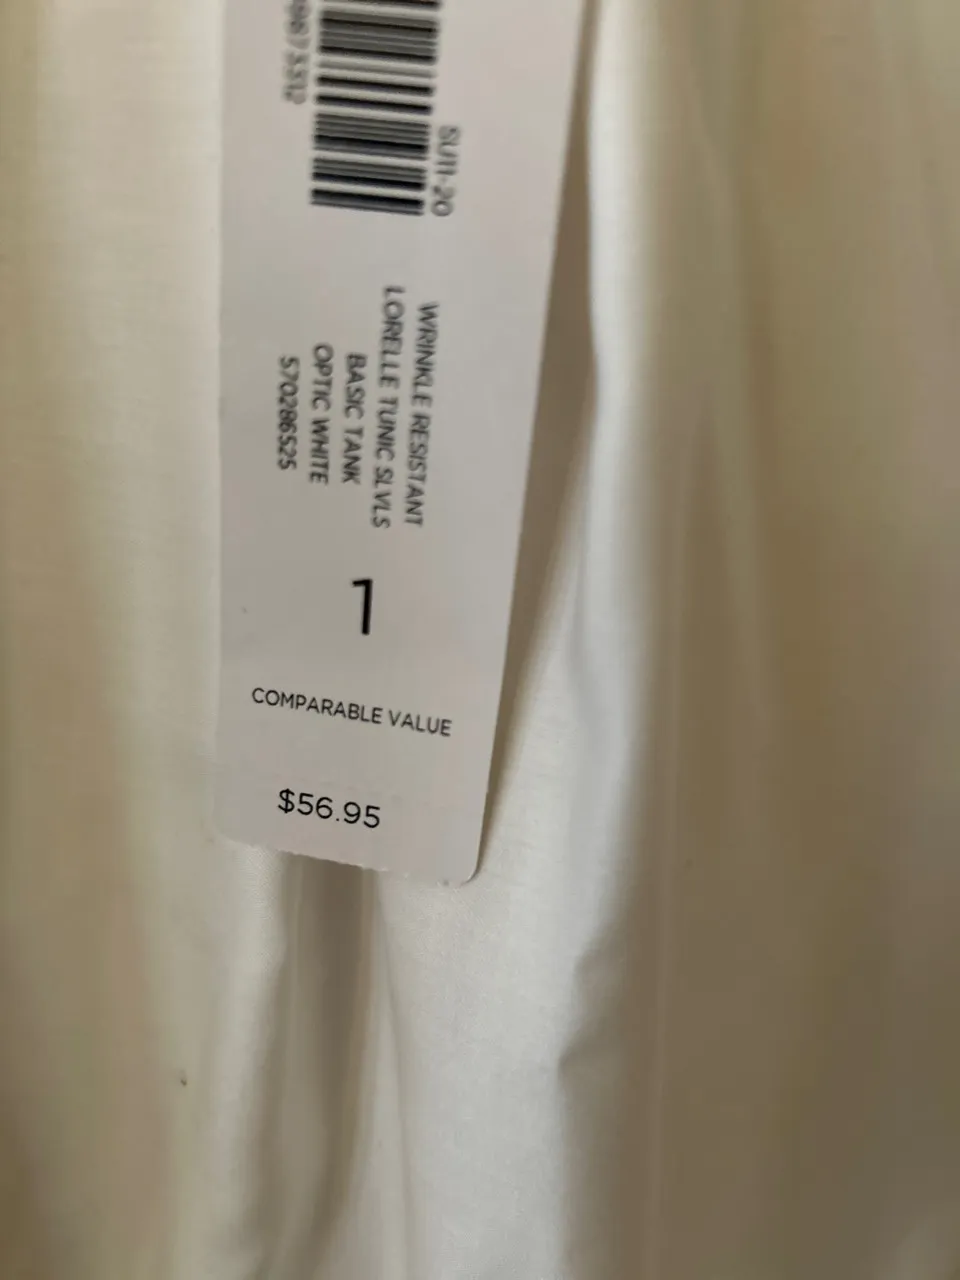 SU11-20
WRINKLE RESISTANT
LORELLE TUNIC SLVLS
BASIC TANK
OPTIC WHITE
570286525
1
COMPARABLE VALUE
$56.95